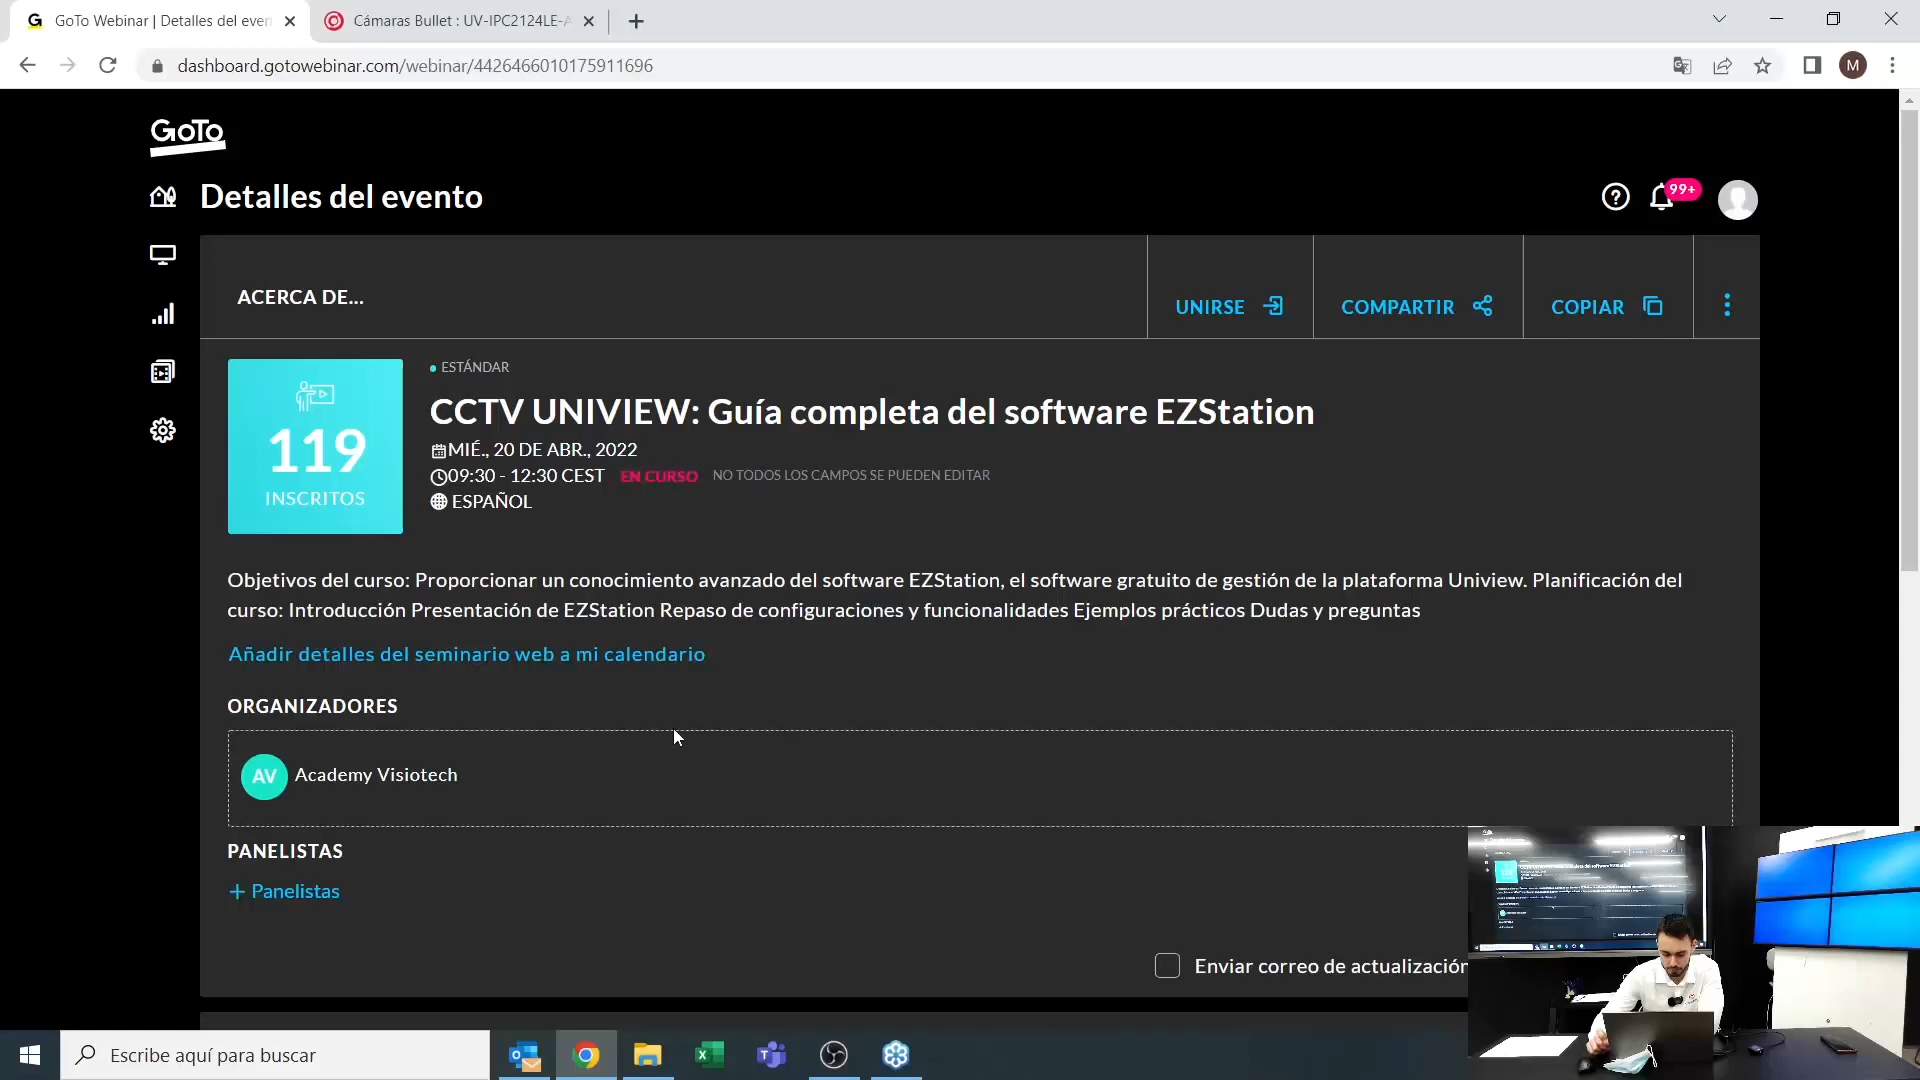 GoTo Webinar | Detalles del even
Cámaras Bullet : UV-IPC2124LE-A
dashboard.gotowebinar.com/webinar/4426466010175911696
M
GoTo
Detalles del evento
99+
ACERCA DE...
UNIRSE
COMPARTIR
COPIAR
119
INSCRITOS
ESTÁNDAR
CCTV UNIVIEW: Guía completa del software EZStation
MIÉ., 20 DE ABR., 2022
09:30 - 12:30 CEST EN CURSO NO TODOS LOS CAMPOS SE PUEDEN EDITAR
ESPAÑOL
Objetivos del curso: Proporcionar un conocimiento avanzado del software EZStation, el software gratuito de gestión de la plataforma Uniview. Planificación del
curso: Introducción Presentación de EZStation Repaso de configuraciones y funcionalidades Ejemplos prácticos Dudas y preguntas
Añadir detalles del seminario web a mi calendario
ORGANIZADORES
AV Academy Visiotech
PANELISTAS
+ Panelistas
Enviar correo de actualización
Escribe aquí para buscar